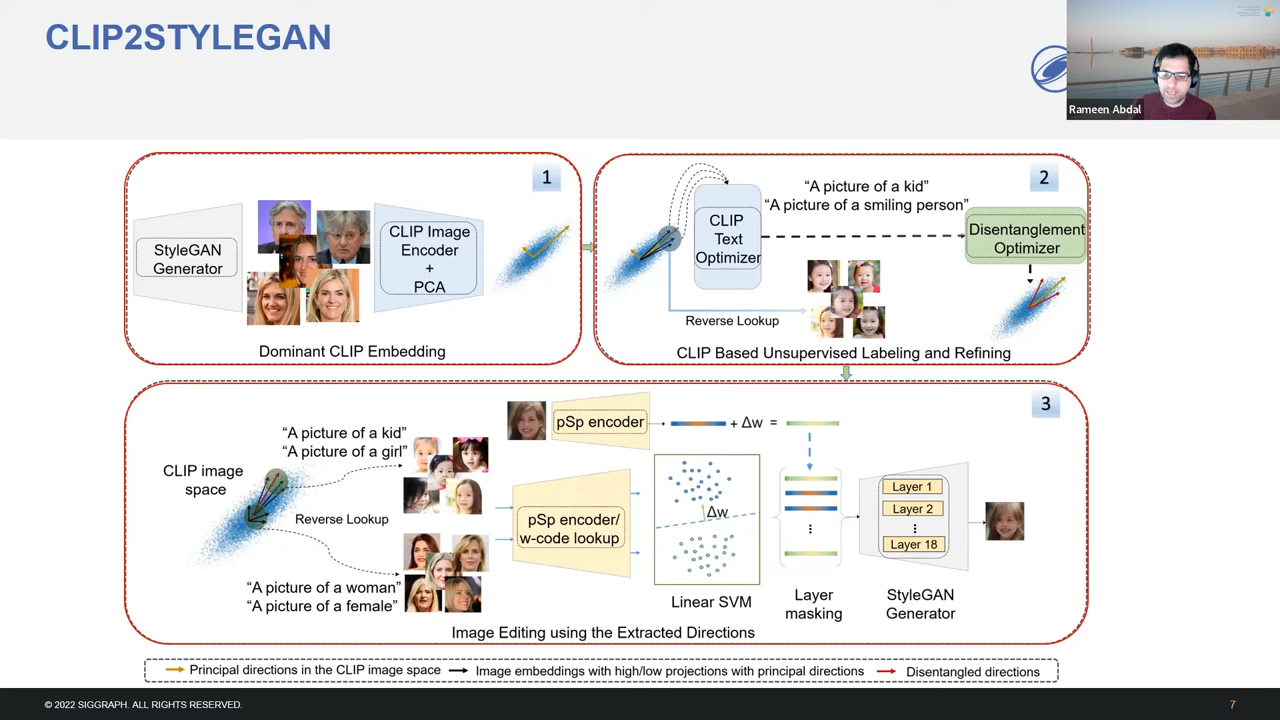 CLIP2STYLEGAN
Rameen Abdal
1
StyleGAN
Generator
CLIP Image
Encoder
+
PCA
Dominant CLIP Embedding
2
CLIP
Text
Optimizer
“A picture of a kid”
“A picture of a smiling person”
Disentanglement
Optimizer
Reverse Lookup
CLIP Based Unsupervised Labeling and Refining
3
pSp encoder
+ Δw =
“A picture of a kid”
“A picture of a girl”
CLIP image
space
Reverse Lookup
“A picture of a woman”
“A picture of a female”
pSp encoder/
w-code lookup
Δw
Linear SVM
Layer
masking
Layer 1
Layer 2
Layer 18
StyleGAN
Generator
Image Editing using the Extracted Directions
Principal directions in the CLIP image space
Image embeddings with high/low projections with principal directions
Disentangled directions
© 2022 SIGGRAPH. ALL RIGHTS RESERVED.
7